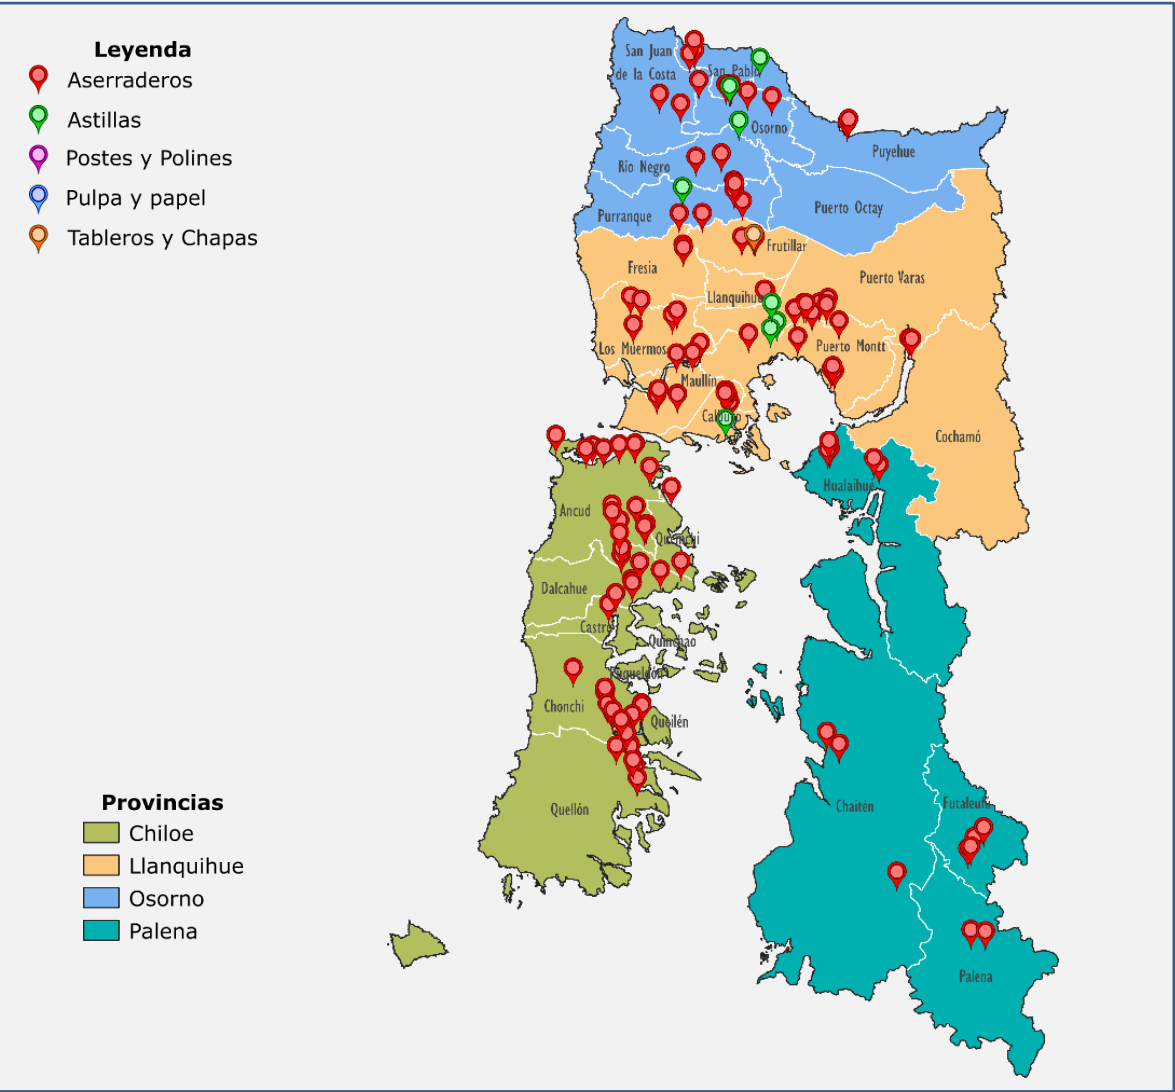 Leyenda
Aserraderos
Astillas
Postes y Polines
Pulpa y papel
Tableros y Chapas
San Juan
de la Costa
San Pablo
Osorno
Puyehue
Río Negro
Purranque
Puerto Octay
Frutillar
Fresia
Puerto Varas
Llanquihue
Los Muermos
Puerto Montt
Maullín
Calbuco
Cochamó
Hualaihué
Ancud
Quemchi
Dalcahue
Castro
Quinchao
Puqueldón
Chonchi
Queilén
Quellón
Chaitén
Futaleufú
Palena
Provincias
Chiloe
Llanquihue
Osorno
Palena